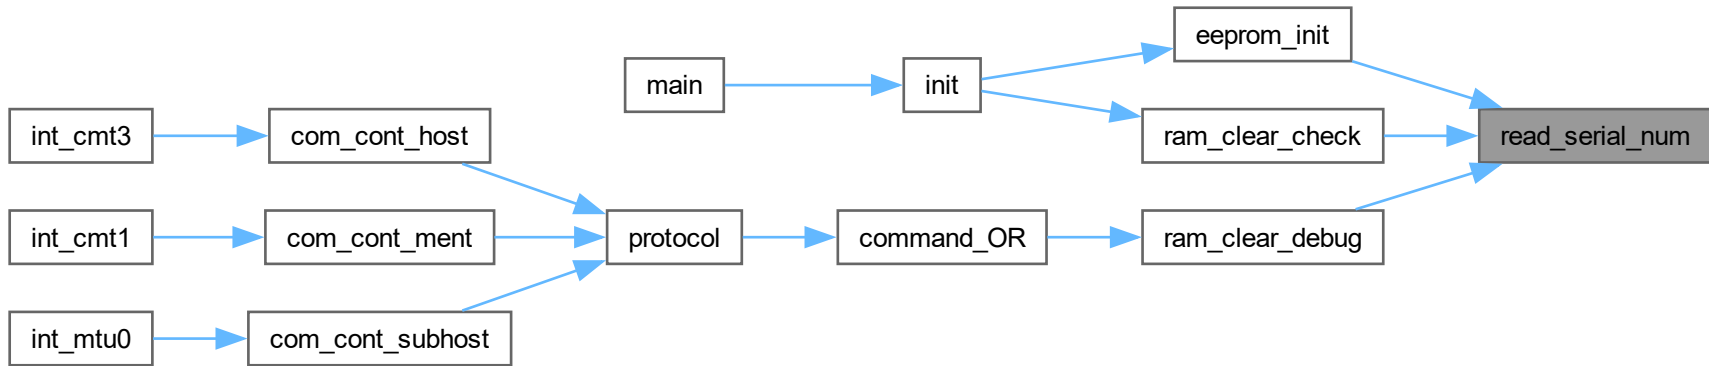 eeprom_init
main
init
int_cmt3
com_cont_host
ram_clear_check
read_serial_num
int_cmt1
com_cont_ment
protocol
command_OR
ram_clear_debug
int_mtu0
com_cont_subhost